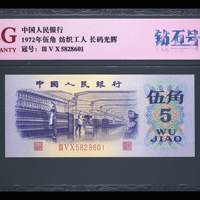 G
ANTY
中国人民银行
1972年伍角 纺织工人 长码光辉
冠号：ⅢⅤⅩ5828601
钻石号
中国人民银行
伍角
5
WU
JIAO
ⅢⅤⅩ5828601